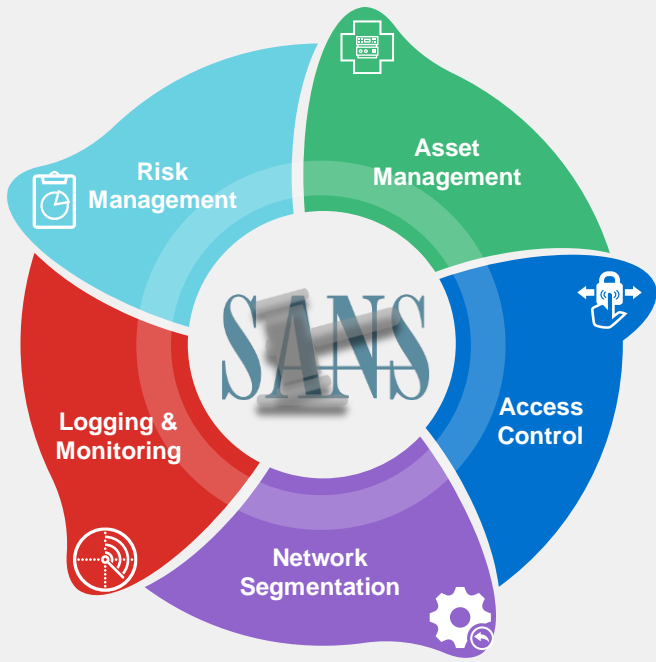 Asset
Management
Risk
Management
SANS
Access
Control
Logging &
Monitoring
Network
Segmentation